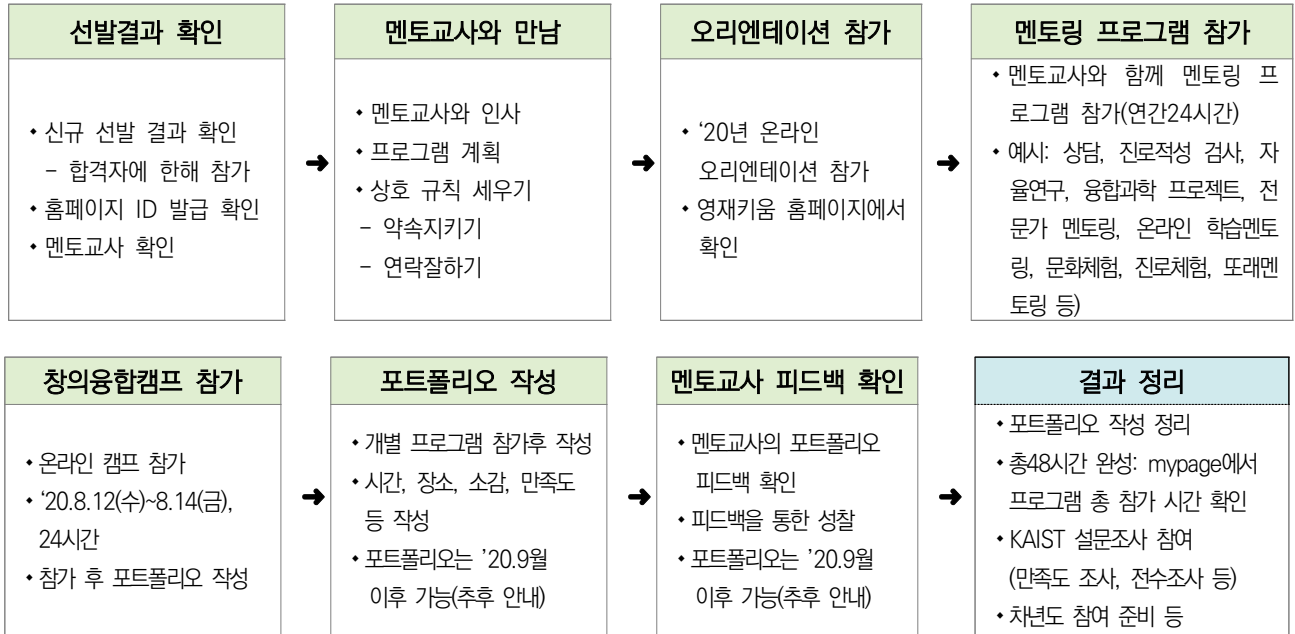 선발결과 확인
• 신규 선발 결과 확인
- 합격자에 한해 참가
• 홈페이지 ID 발급 확인
• 멘토교사 확인
➜
멘토교사와 만남
• 멘토교사와 인사
• 프로그램 계획
• 상호 규칙 세우기
- 약속지키기
- 연락잘하기
➜
오리엔테이션 참가
• ‘20년 온라인
오리엔테이션 참가
• 영재키움 홈페이지에서
확인
➜
멘토링 프로그램 참가
• 멘토교사와 함께 멘토링 프
로그램 참가(연간24시간)
• 예시: 상담, 진로적성 검사, 자
율연구, 융합과학 프로젝트, 전
문가 멘토링, 온라인 학습멘토
링, 문화체험, 진로체험, 또래멘
토링 등)
창의융합캠프 참가
• 온라인 캠프 참가
• ‘20.8.12(수)~8.14(금),
24시간
• 참가 후 포트폴리오 작성
➜
포트폴리오 작성
• 개별 프로그램 참가후 작성
• 시간, 장소, 소감, 만족도
등 작성
• 포트폴리오는 ’20.9월
이후 가능(추후 안내)
➜
멘토교사 피드백 확인
• 멘토교사의 포트폴리오
피드백 확인
• 피드백을 통한 성찰
• 포트폴리오는 ’20.9월
이후 가능(추후 안내)
➜
결과 정리
• 포트폴리오 작성 정리
• 총48시간 완성: mypage에서
프로그램 총 참가 시간 확인
• KAIST 설문조사 참여
(만족도 조사, 전수조사 등)
• 차년도 참여 준비 등